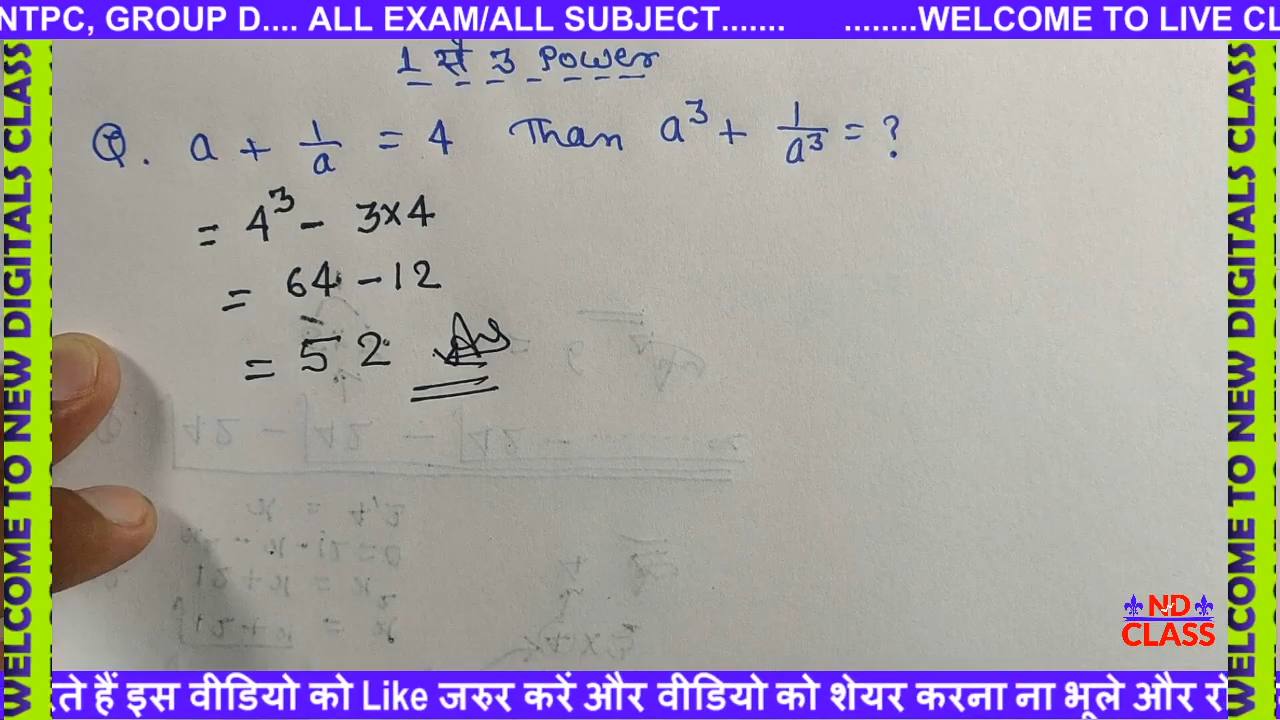 NTPC, GROUP D.... ALL EXAM/ALL SUBJECT....... ........WELCOME TO LIVE CL
WELCOME TO NEW DIGITALS CLASS
1 से 3 Power
Q. a + 1/a = 4 Than a³ + 1/a³ = ?
= 4³ - 3×4
= 64 - 12
= 52 Ans
ND
CLASS
WELCOME TO NEW DIGITALS CLASS
ते हैं इस वीडियो को Like जरुर करें और वीडियो को शेयर करना ना भूले और रो